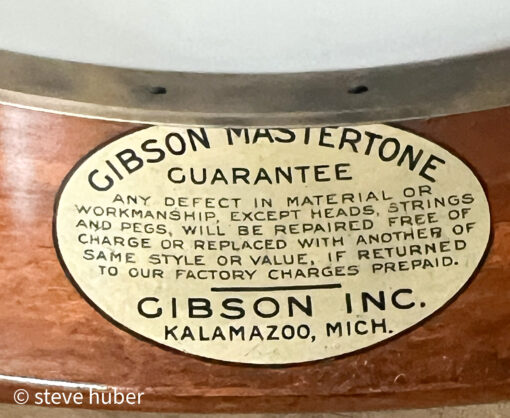 GIBSON MASTERTONE
GUARANTEE
ANY DEFECT IN MATERIAL OR
WORKMANSHIP, EXCEPT HEADS, STRINGS
AND PEGS, WILL BE REPAIRED FREE OF
CHARGE OR REPLACED WITH ANOTHER OF
SAME STYLE OR VALUE, IF RETURNED
TO OUR FACTORY CHARGES PREPAID.
GIBSON INC.
KALAMAZOO, MICH.
© steve huber